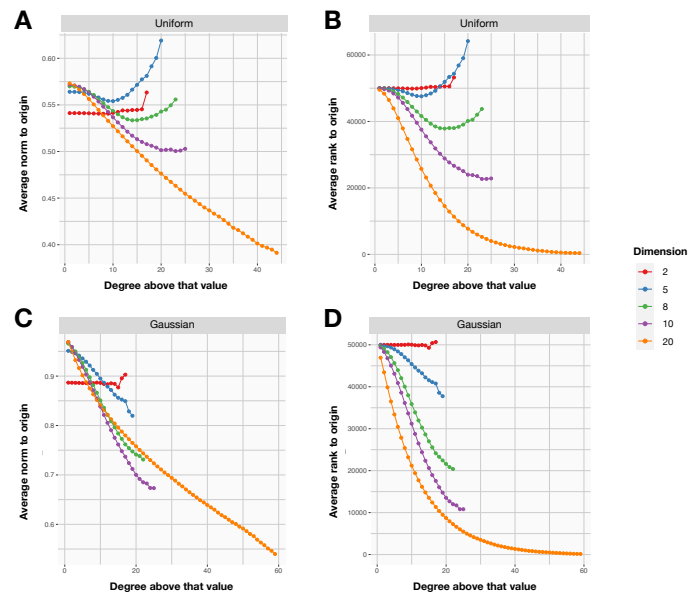 A
Uniform
0.60
0.55
0.50
0.45
0.40
Average norm to origin
0
10
20
30
40
Degree above that value
B
Uniform
60000
40000
20000
0
Average rank to origin
0
10
20
30
40
Degree above that value
C
Gaussian
0.9
0.8
0.7
0.6
Average norm to origin
0
20
40
60
Degree above that value
D
Gaussian
50000
40000
30000
20000
10000
0
Average rank to origin
0
20
40
60
Degree above that value
Dimension
2
5
8
10
20